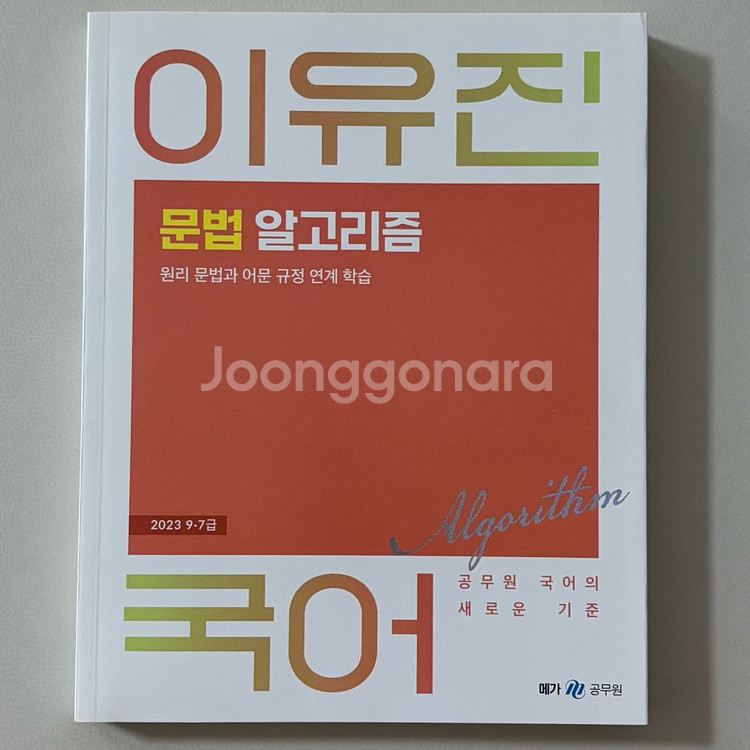 이유진
문법 알고리즘
원리 문법과 어문 규정 연계 학습
Joonggonara
2023 9·7급
Algorithm
공무원 국어의
새로운 기준
국어
메가 공무원